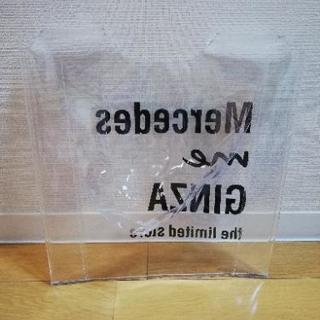 Mercedes
me
GINZA
the limited store